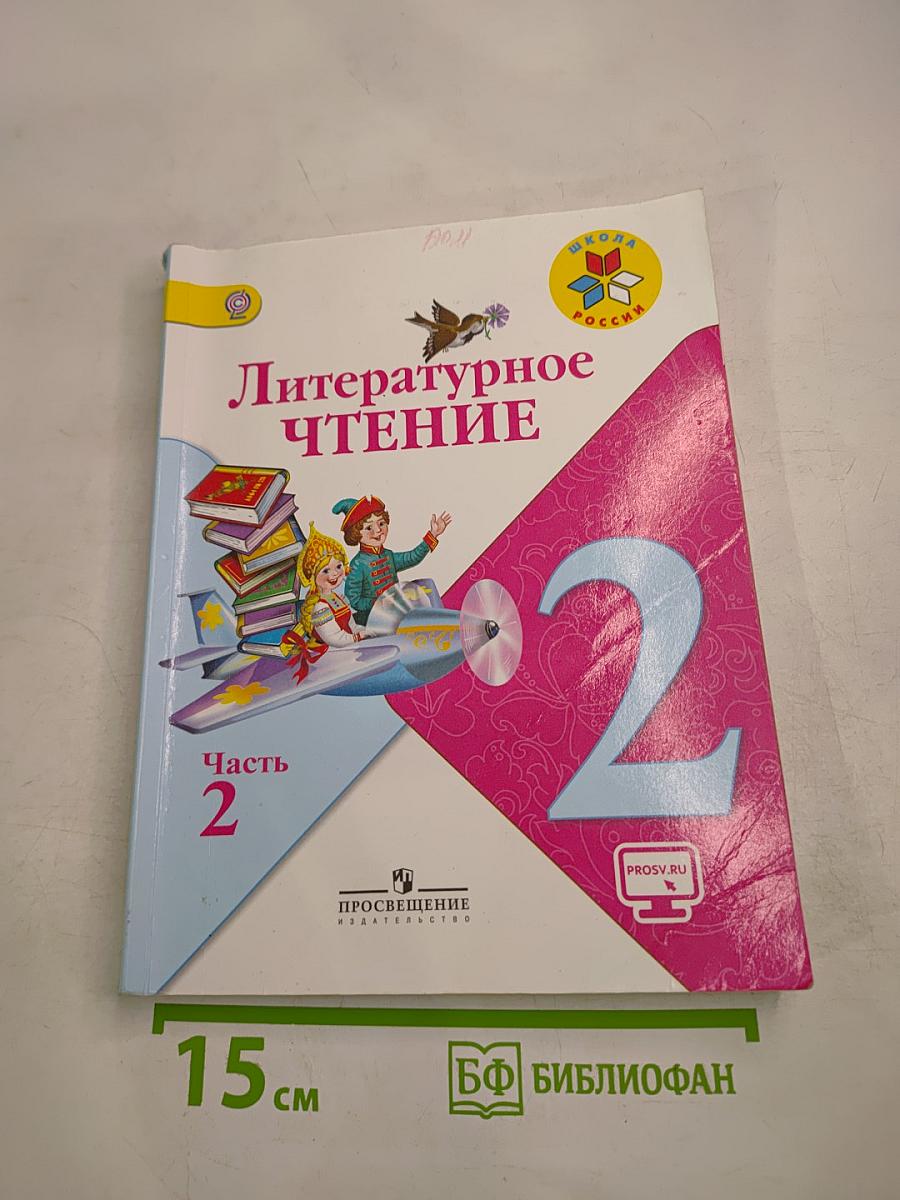 ШКОЛА
РОССИИ
Литературное
ЧТЕНИЕ
2
Часть
2
PROSV.RU
ПРОСВЕЩЕНИЕ
ИЗДАТЕЛЬСТВО
15 см
БФ БИБЛИОФАН